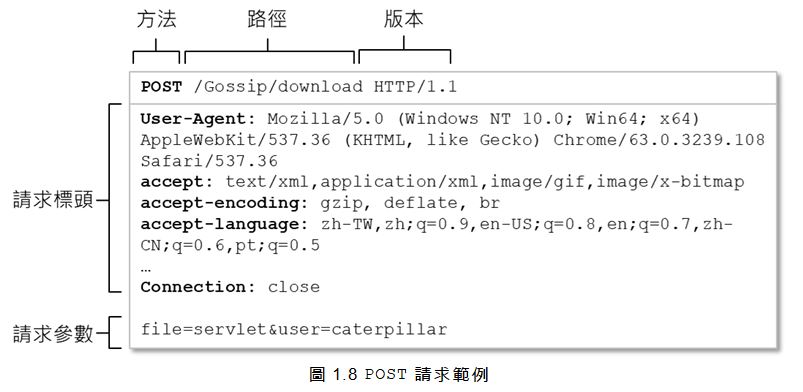 方法 路徑 版本
POST /Gossip/download HTTP/1.1
User-Agent: Mozilla/5.0 (Windows NT 10.0; Win64; x64)
AppleWebKit/537.36 (KHTML, like Gecko) Chrome/63.0.3239.108
Safari/537.36
accept: text/xml,application/xml,image/gif,image/x-bitmap
accept-encoding: gzip, deflate, br
請求標頭
accept-language: zh-TW,zh;q=0.9,en-US;q=0.8,en;q=0.7,zh-
CN;q=0.6,pt;q=0.5
…
Connection: close
請求參數
file=servlet&user=caterpillar
圖 1.8 POST 請求範例